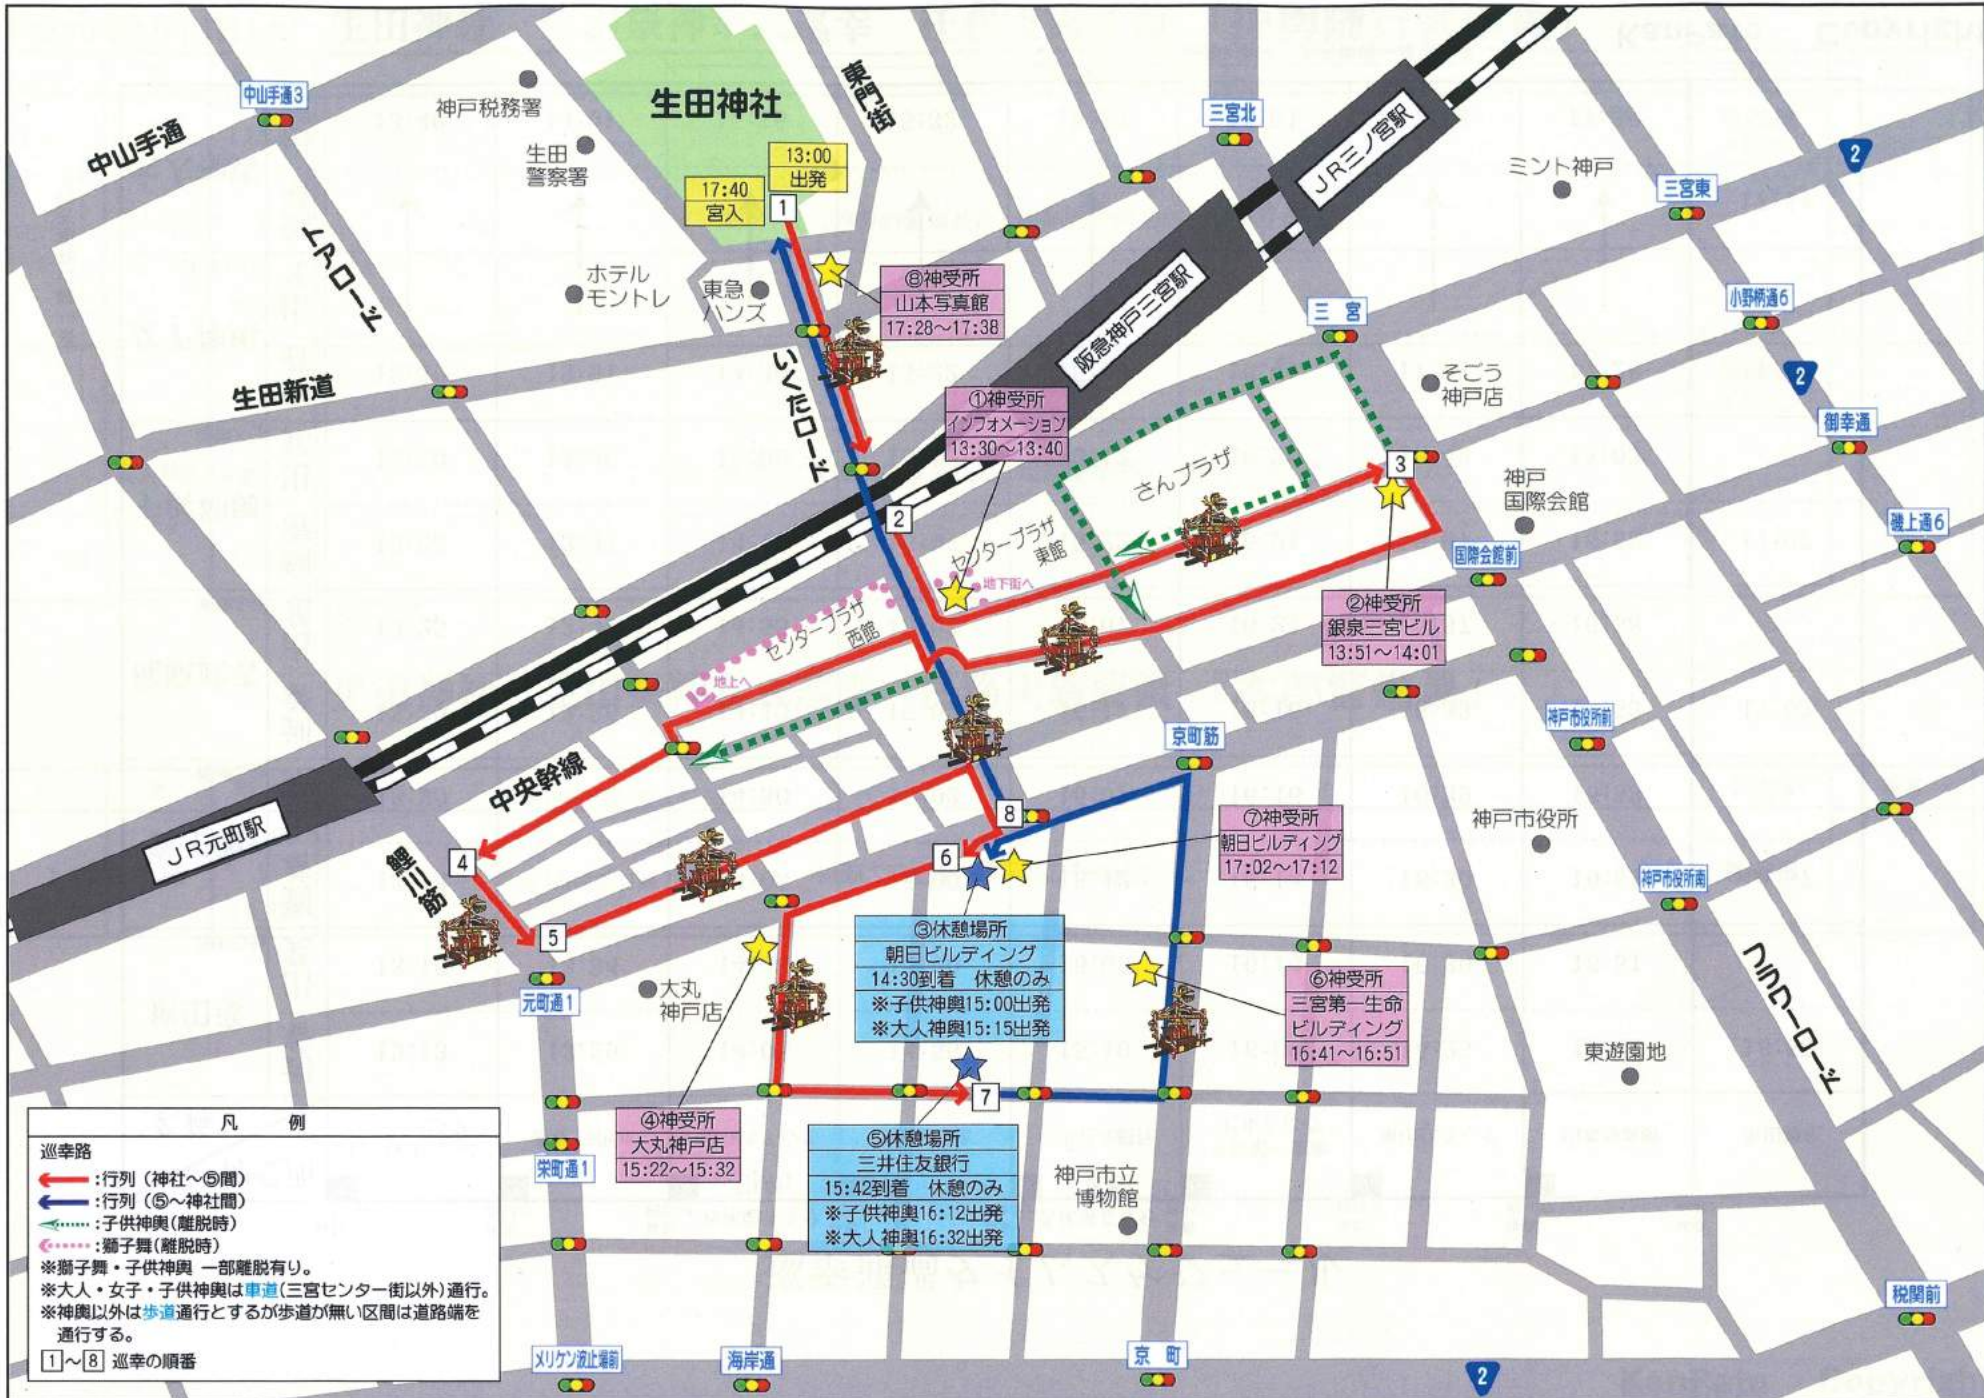 生田神社
東門街
中山手通3
中山手通
神戸税務署
生田
警察署
13:00
出発
17:40
宮入
1
三宮北
JR三ノ宮駅
ミント神戸
三宮東
2
トアロード
ホテル
モントレ
東急
ハンズ
⑧神受所
山本写真館
17:28～17:38
阪急神戸三宮駅
三 宮
小野柄通6
2
生田新道
いくたロード
①神受所
インフォメーション
13:30～13:40
そごう
神戸店
御幸通
さんプラザ
3
神戸
国際会館
磯上通6
2
センタープラザ
東館
地下街へ
国際会館前
②神受所
銀泉三宮ビル
13:51～14:01
センタープラザ
西館
地上へ
神戸市役所前
京町筋
中央幹線
JR元町駅
鯉川筋
4
5
6
8
⑦神受所
朝日ビルディング
17:02～17:12
神戸市役所
神戸市役所南
③休憩場所
朝日ビルディング
14:30到着 休憩のみ
※子供神輿15:00出発
※大人神輿15:15出発
⑥神受所
三宮第一生命
ビルディング
16:41～16:51
フラワーロード
元町通1
大丸
神戸店
東遊園地
7
④神受所
大丸神戸店
15:22～15:32
⑤休憩場所
三井住友銀行
15:42到着 休憩のみ
※子供神輿16:12出発
※大人神輿16:32出発
栄町通1
神戸市立
博物館
凡 例
巡幸路
:行列（神社～⑤間）
:行列（⑤～神社間）
:子供神輿(離脱時)
:獅子舞(離脱時)
※獅子舞・子供神輿 一部離脱有り。
※大人・女子・子供神輿は車道(三宮センター街以外)通行。
※神輿以外は歩道通行とするが歩道が無い区間は道路端を
通行する。
1～8 巡幸の順番
メリケン波止場前
海岸通
京 町
2
税関前